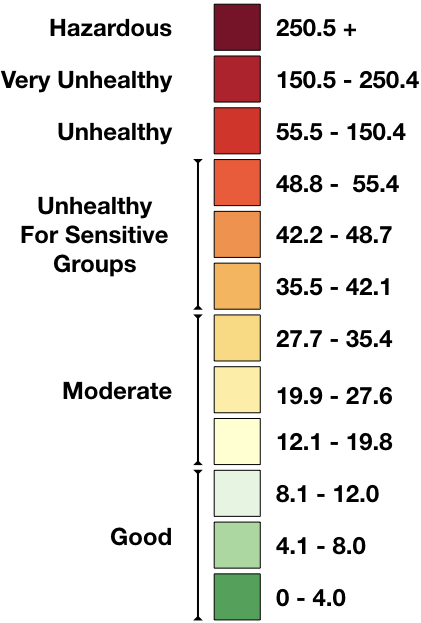 Hazardous 250.5 +
Very Unhealthy 150.5 - 250.4
Unhealthy 55.5 - 150.4
48.8 - 55.4
Unhealthy
For Sensitive
Groups
42.2 - 48.7
35.5 - 42.1
27.7 - 35.4
Moderate 19.9 - 27.6
12.1 - 19.8
8.1 - 12.0
Good 4.1 - 8.0
0 - 4.0